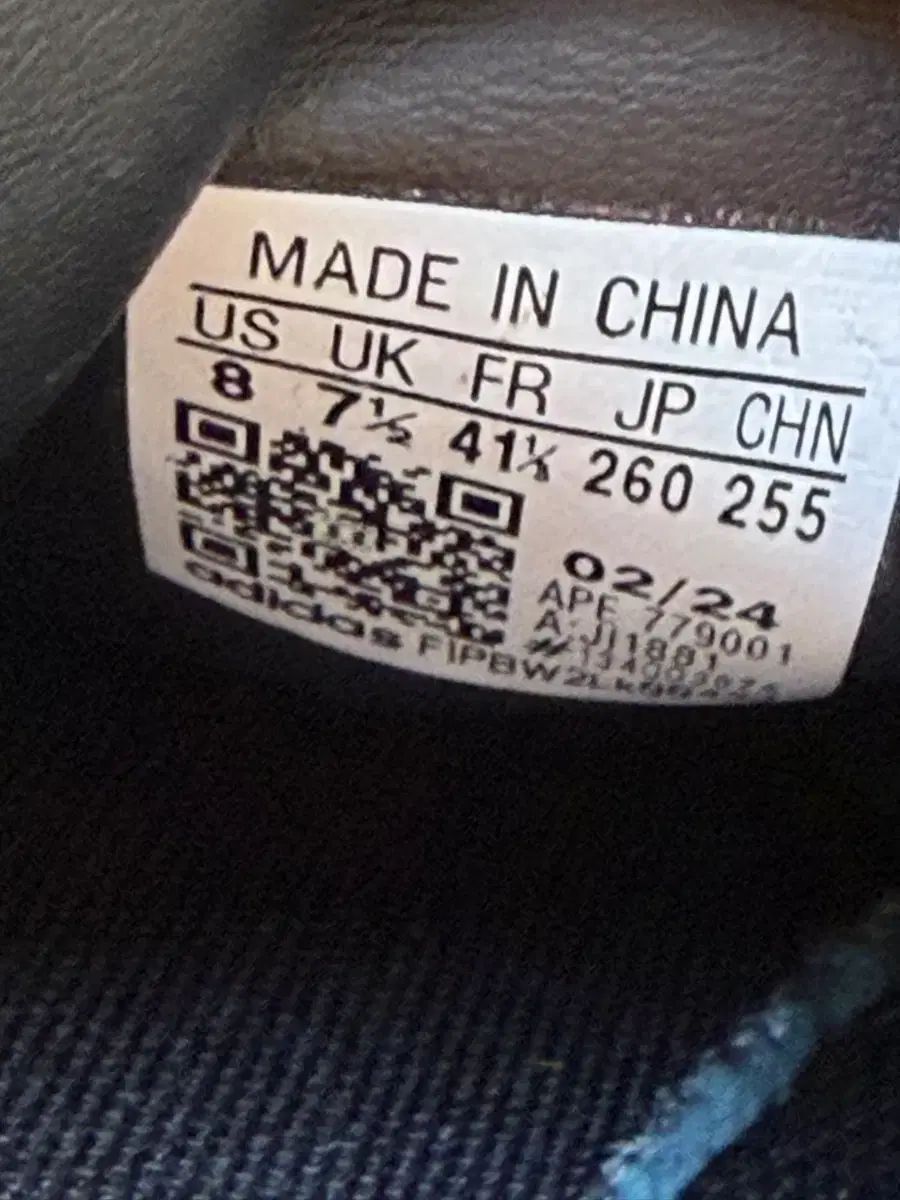 MADE IN CHINA
US UK FR JP CHN
8 7½ 41⅓ 260 255
02/24
APE 779001
adidas